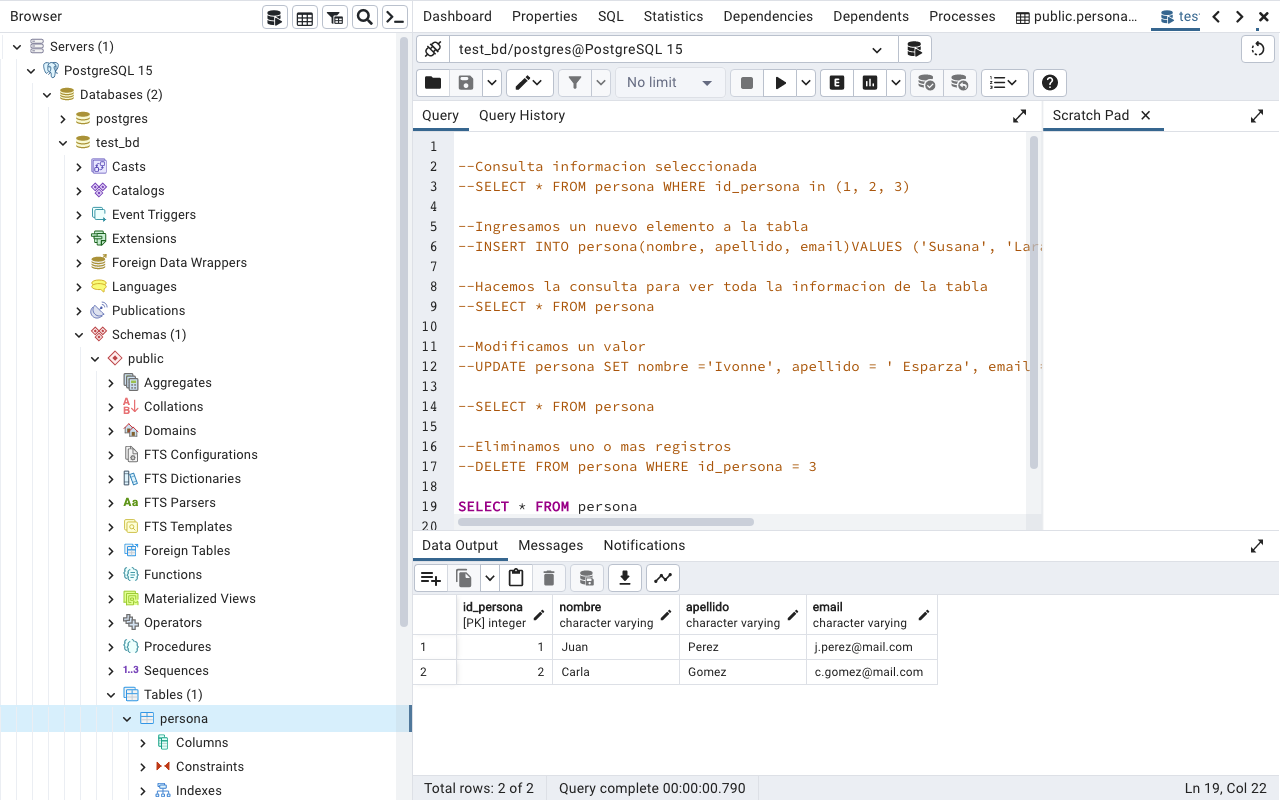 Browser
Servers (1)
PostgreSQL 15
Databases (2)
postgres
test_bd
Casts
Catalogs
Event Triggers
Extensions
Foreign Data Wrappers
Languages
Publications
Schemas (1)
public
Aggregates
Collations
Domains
FTS Configurations
FTS Dictionaries
Aa FTS Parsers
FTS Templates
Foreign Tables
Functions
Materialized Views
Operators
Procedures
1..3 Sequences
Tables (1)
persona
Columns
Constraints
Indexes
Dashboard Properties SQL Statistics Dependencies Dependents Processes public.persona... tes
test_bd/postgres@PostgreSQL 15
No limit E
Query Query History
Scratch Pad
1
2 --Consulta informacion seleccionada
3 --SELECT * FROM persona WHERE id_persona in (1, 2, 3)
4
5 --Ingresamos un nuevo elemento a la tabla
6 --INSERT INTO persona(nombre, apellido, email)VALUES ('Susana', 'Lara
7
8 --Hacemos la consulta para ver toda la informacion de la tabla
9 --SELECT * FROM persona
10
11 --Modificamos un valor
12 --UPDATE persona SET nombre ='Ivonne', apellido = ' Esparza', email =
13
14 --SELECT * FROM persona
15
16 --Eliminamos uno o mas registros
17 --DELETE FROM persona WHERE id_persona = 3
18
19 SELECT * FROM persona
20
Data Output Messages Notifications
id_persona nombre apellido email
[PK] integer character varying character varying character varying
1 1 Juan Perez j.perez@mail.com
2 2 Carla Gomez c.gomez@mail.com
Total rows: 2 of 2 Query complete 00:00:00.790 Ln 19, Col 22